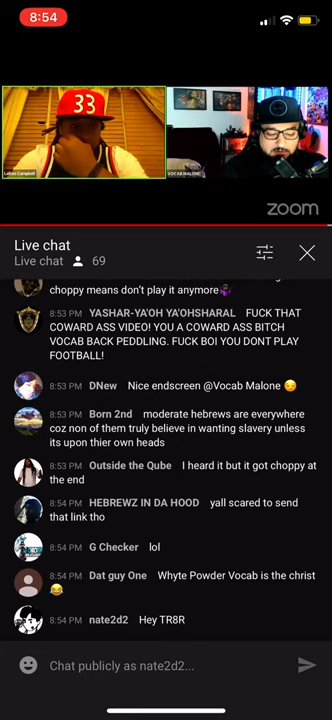 8:54
33
Laban Campbell
VOCAB MALONE
zoom
Live chat
Live chat 69
choppy means don't play it anymore
8:53 PM YASHAR-YA'OH YA'OHSHARAL FUCK THAT
COWARD ASS VIDEO! YOU A COWARD ASS BITCH
VOCAB BACK PEDDLING. FUCK BOI YOU DONT PLAY
FOOTBALL!
8:53 PM DNew Nice endscreen @Vocab Malone 😏
8:53 PM Born 2nd moderate hebrews are everywhere
coz non of them truly believe in wanting slavery unless
its upon thier own heads
8:53 PM Outside the Qube I heard it but it got choppy at
the end
8:54 PM HEBREWZ IN DA HOOD yall scared to send
that link tho
8:54 PM G Checker lol
8:54 PM Dat guy One Whyte Powder Vocab is the christ
😂
8:54 PM nate2d2 Hey TR8R
Chat publicly as nate2d2...